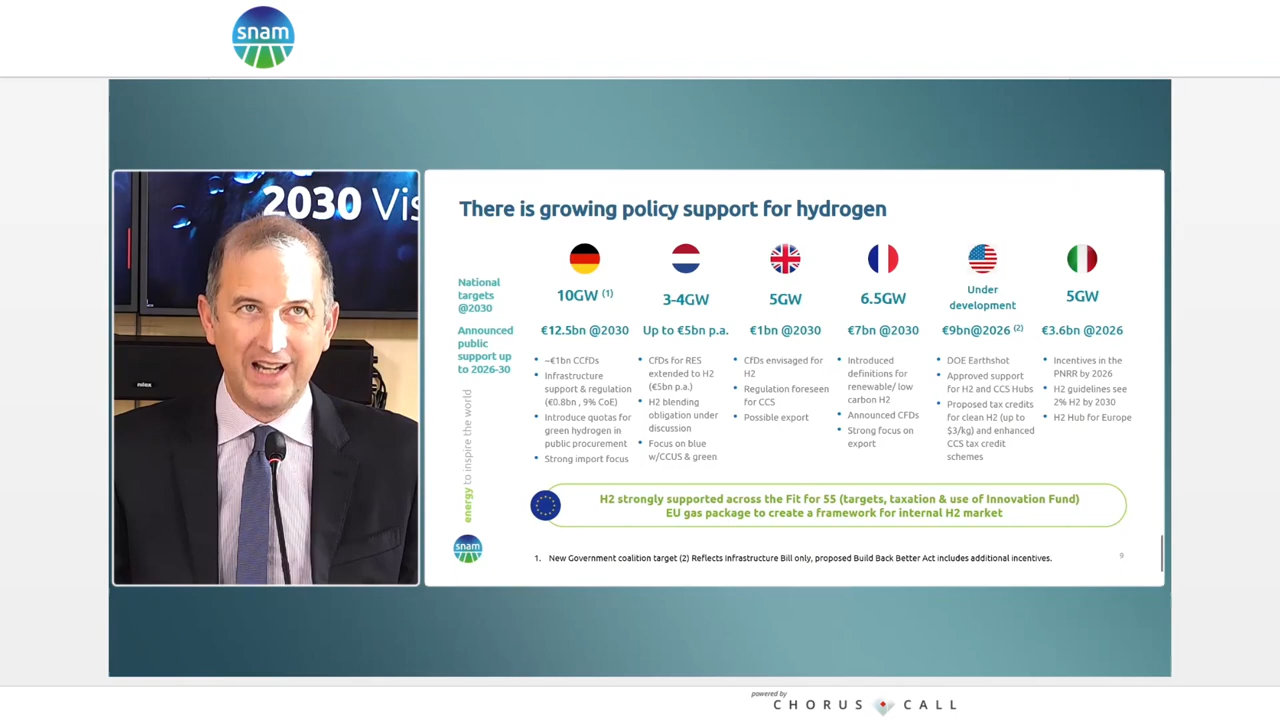 snam
2030 Vis
There is growing policy support for hydrogen
National
targets
@2030
10GW (1)
3-4GW
5GW
6.5GW
Under
development
5GW
Announced
public
support up
to 2026-30
€12.5bn @2030
Up to €5bn p.a.
€1bn @2030
€7bn @2030
€9bn@2026 (2)
€3.6bn @2026
• ~€1bn CCfDs
• Infrastructure
support & regulation
(€0.8bn , 9% CoE)
• Introduce quotas for
green hydrogen in
public procurement
• Strong import focus
• CfDs for RES
extended to H2
(€5bn p.a.)
• H2 blending
obligation under
discussion
• Focus on blue
w/CCUS & green
• CfDs envisaged for
H2
• Regulation foreseen
for CCS
• Possible export
• Introduced
definitions for
renewable/ low
carbon H2
• Announced CFDs
• Strong focus on
export
• DOE Earthshot
• Approved support
for H2 and CCS Hubs
• Proposed tax credits
for clean H2 (up to
$3/kg) and enhanced
CCS tax credit
schemes
• Incentives in the
PNRR by 2026
• H2 guidelines see
2% H2 by 2030
• H2 Hub for Europe
energy to inspire the world
H2 strongly supported across the Fit for 55 (targets, taxation & use of Innovation Fund)
EU gas package to create a framework for internal H2 market
snam
1. New Government coalition target (2) Reflects Infrastructure Bill only, proposed Build Back Better Act includes additional incentives.
9
powered by
CHORUS CALL